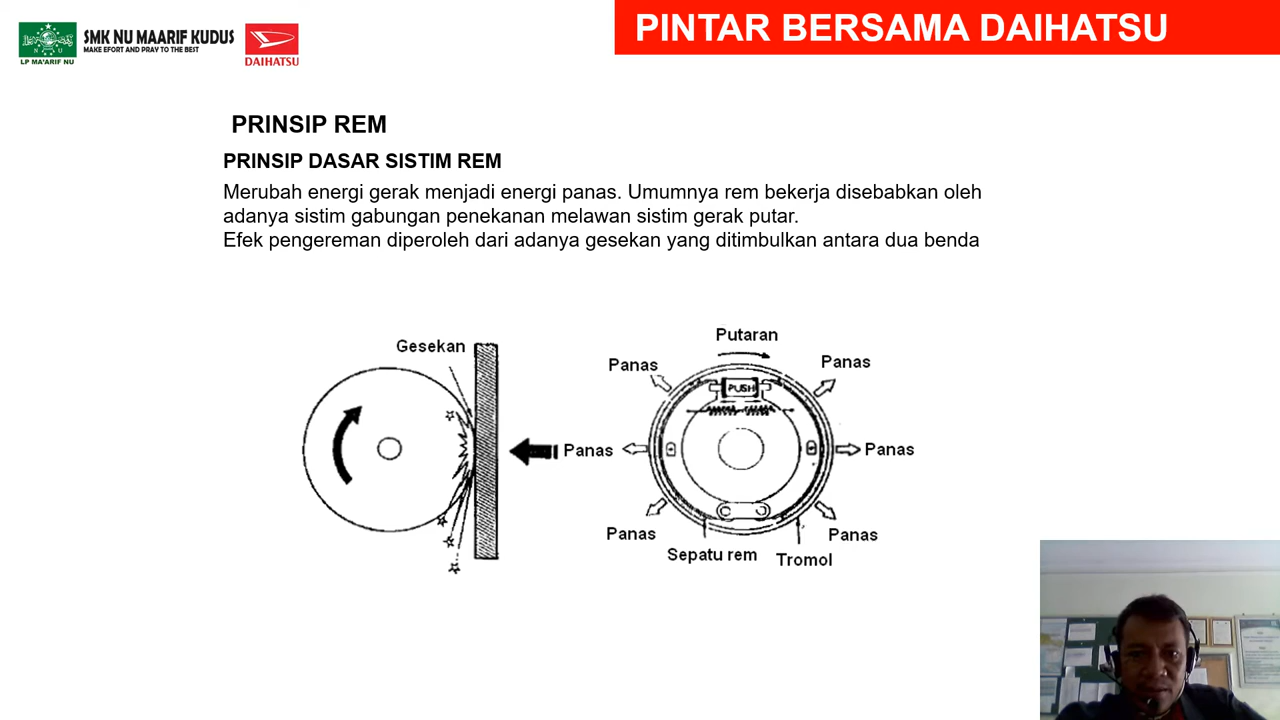 SMK NU MAARIF KUDUS
MAKE EFORT AND PRAY TO THE BEST
N U
LP MA'ARIF NU
DAIHATSU
PINTAR BERSAMA DAIHATSU
PRINSIP REM
PRINSIP DASAR SISTIM REM
Merubah energi gerak menjadi energi panas. Umumnya rem bekerja disebabkan oleh
adanya sistim gabungan penekanan melawan sistim gerak putar.
Efek pengereman diperoleh dari adanya gesekan yang ditimbulkan antara dua benda
Gesekan
Putaran
Panas
Panas
PUSH
Panas
Panas
Panas
Panas
Sepatu rem
Tromol